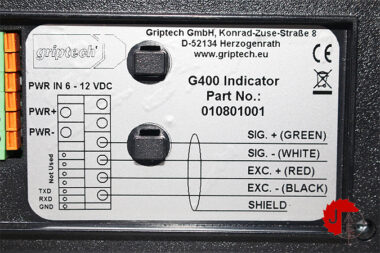 Griptech GmbH, Konrad-Zuse-Straße 8
griptech
D-52134 Herzogenrath
www.griptech.eu
G400 Indicator
Part No.:
010801001
PWR IN 6 - 12 VDC
PWR+
PWR-
SIG. + (GREEN)
SIG. - (WHITE)
Not Used
EXC. + (RED)
EXC. - (BLACK)
TXD
RXD
GND
SHIELD